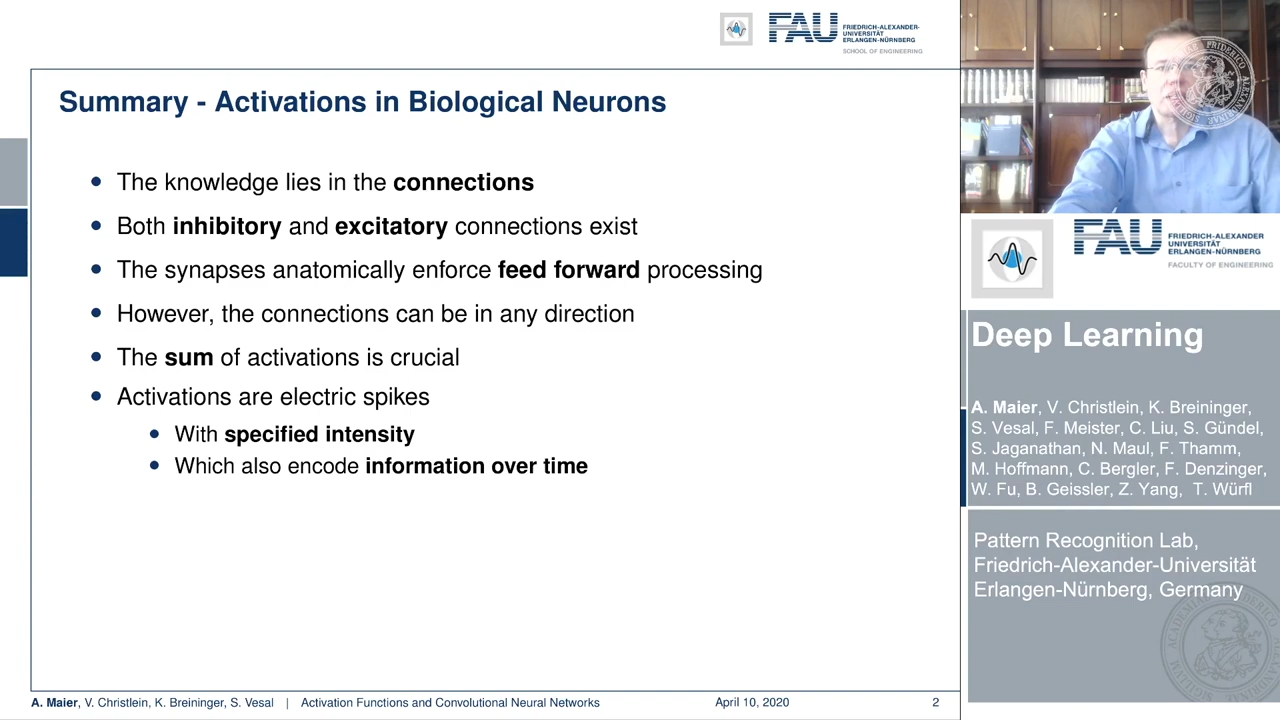 FAU FRIEDRICH-ALEXANDER-
UNIVERSITÄT
ERLANGEN-NÜRNBERG
SCHOOL OF ENGINEERING
Summary - Activations in Biological Neurons
• The knowledge lies in the connections
• Both inhibitory and excitatory connections exist
• The synapses anatomically enforce feed forward processing
• However, the connections can be in any direction
• The sum of activations is crucial
• Activations are electric spikes
• With specified intensity
• Which also encode information over time
A. Maier, V. Christlein, K. Breininger, S. Vesal | Activation Functions and Convolutional Neural Networks April 10, 2020 2
FAU FRIEDRICH-ALEXANDER
UNIVERSITÄT
ERLANGEN-NÜRNBERG
FACULTY OF ENGINEERING
Deep Learning
A. Maier, V. Christlein, K. Breininger,
S. Vesal, F. Meister, C. Liu, S. Gündel,
S. Jaganathan, N. Maul, F. Thamm,
M. Hoffmann, C. Bergler, F. Denzinger,
W. Fu, B. Geissler, Z. Yang, T. Würfl
Pattern Recognition Lab,
Friedrich-Alexander-Universität
Erlangen-Nürnberg, Germany